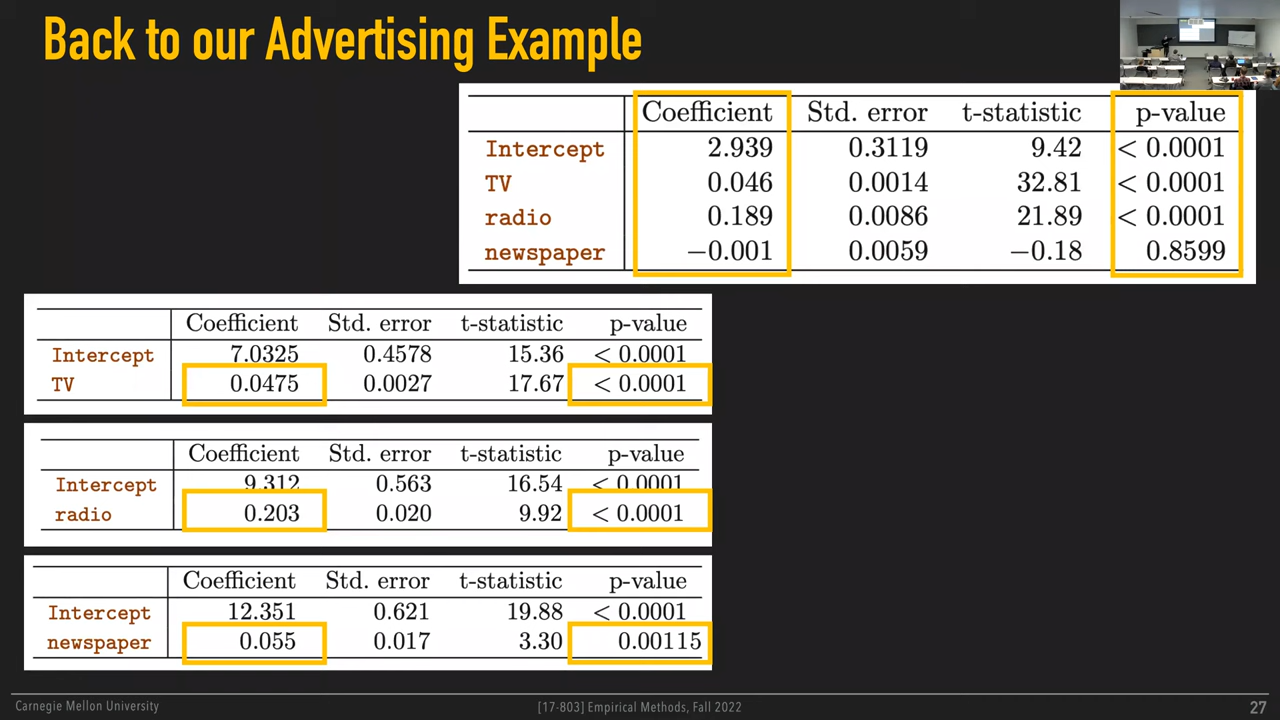 Back to our Advertising Example
Coefficient Std. error t-statistic p-value
Intercept 2.939 0.3119 9.42 < 0.0001
TV 0.046 0.0014 32.81 < 0.0001
radio 0.189 0.0086 21.89 < 0.0001
newspaper −0.001 0.0059 −0.18 0.8599
Coefficient Std. error t-statistic p-value
Intercept 7.0325 0.4578 15.36 < 0.0001
TV 0.0475 0.0027 17.67 < 0.0001
Coefficient Std. error t-statistic p-value
Intercept 9.312 0.563 16.54 < 0.0001
radio 0.203 0.020 9.92 < 0.0001
Coefficient Std. error t-statistic p-value
Intercept 12.351 0.621 19.88 < 0.0001
newspaper 0.055 0.017 3.30 0.00115
Carnegie Mellon University [17-803] Empirical Methods, Fall 2022 27